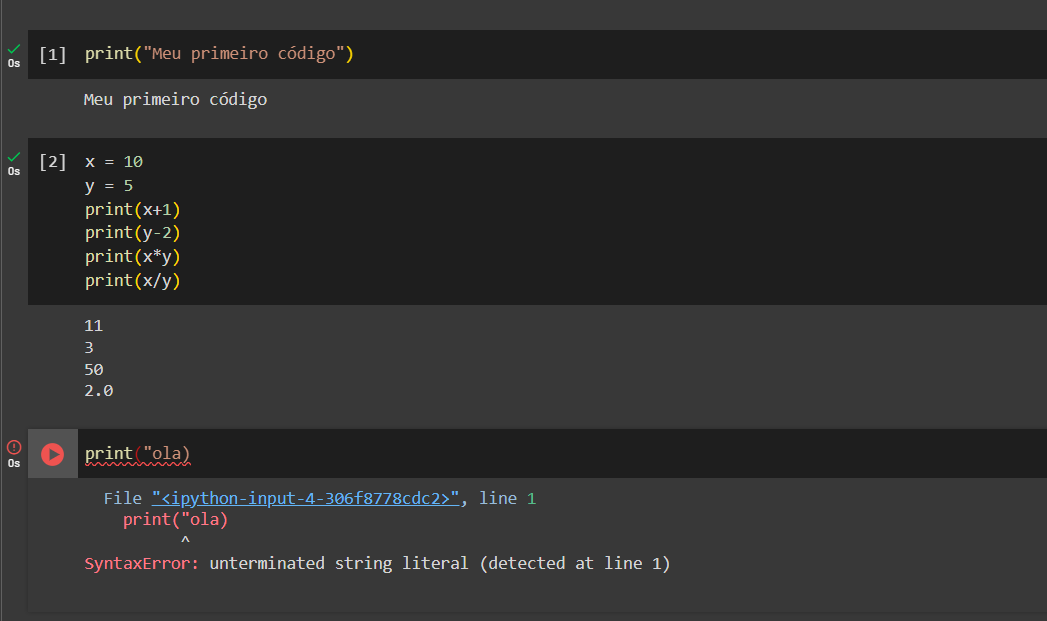 [1] print("Meu primeiro código")
0s
Meu primeiro código
[2] x = 10
0s
y = 5
print(x+1)
print(y-2)
print(x*y)
print(x/y)
11
3
50
2.0
print("ola)
0s
File "<ipython-input-4-306f8778cdc2>", line 1
print("ola)
^
SyntaxError: unterminated string literal (detected at line 1)